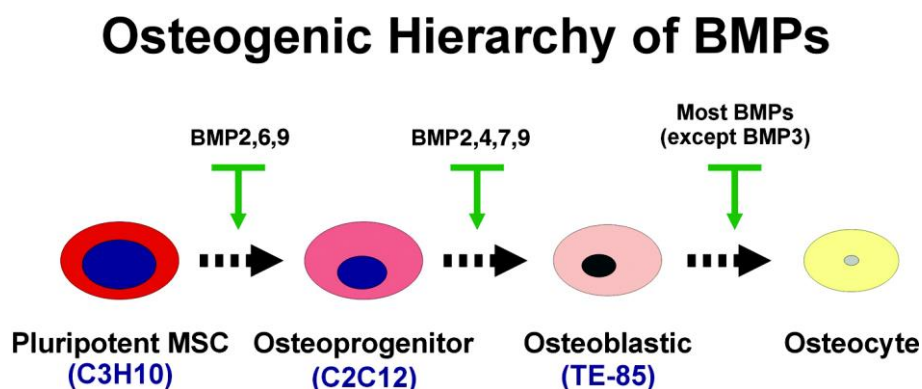 Osteogenic Hierarchy of BMPs
BMP2,6,9
BMP2,4,7,9
Most BMPs
(except BMP3)
Pluripotent MSC
(C3H10)
Osteoprogenitor
(C2C12)
Osteoblastic
(TE-85)
Osteocyte